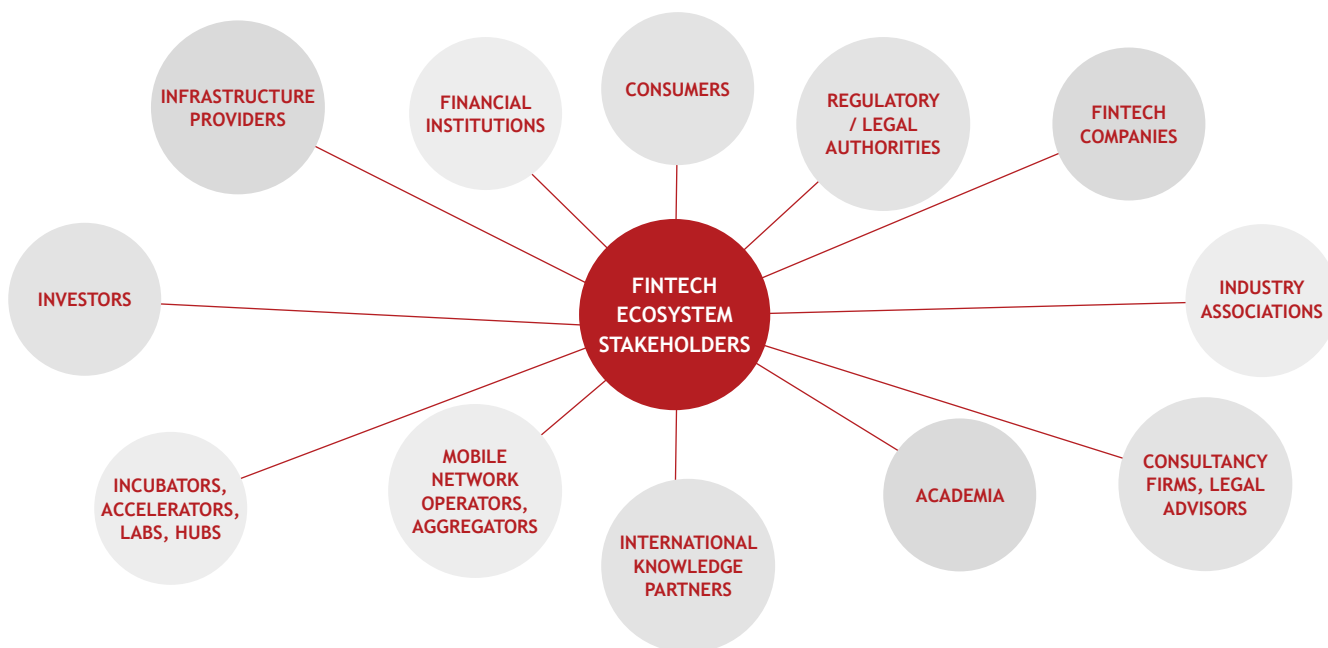 INFRASTRUCTURE
PROVIDERS
FINANCIAL
INSTITUTIONS
CONSUMERS
REGULATORY
/ LEGAL
AUTHORITIES
FINTECH
COMPANIES
INVESTORS
FINTECH
ECOSYSTEM
STAKEHOLDERS
INDUSTRY
ASSOCIATIONS
INCUBATORS,
ACCELERATORS,
LABS, HUBS
MOBILE
NETWORK
OPERATORS,
AGGREGATORS
INTERNATIONAL
KNOWLEDGE
PARTNERS
ACADEMIA
CONSULTANCY
FIRMS, LEGAL
ADVISORS